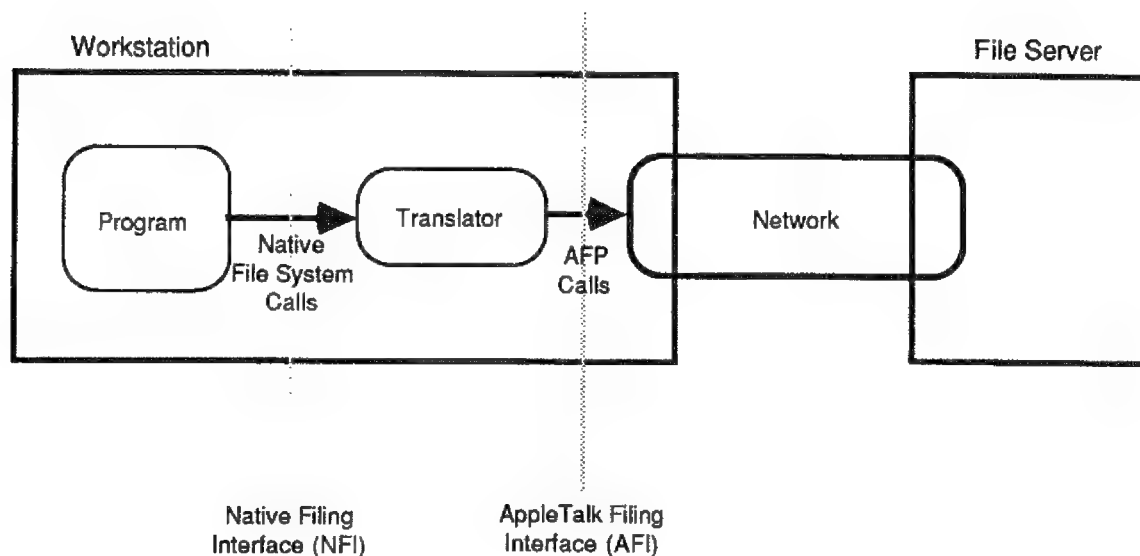 Workstation
File Server
Program
Native
File System
Calls
Translator
AFP
Calls
Network
Native Filing
Interface (NFI)
AppleTalk Filing
Interface (AFI)